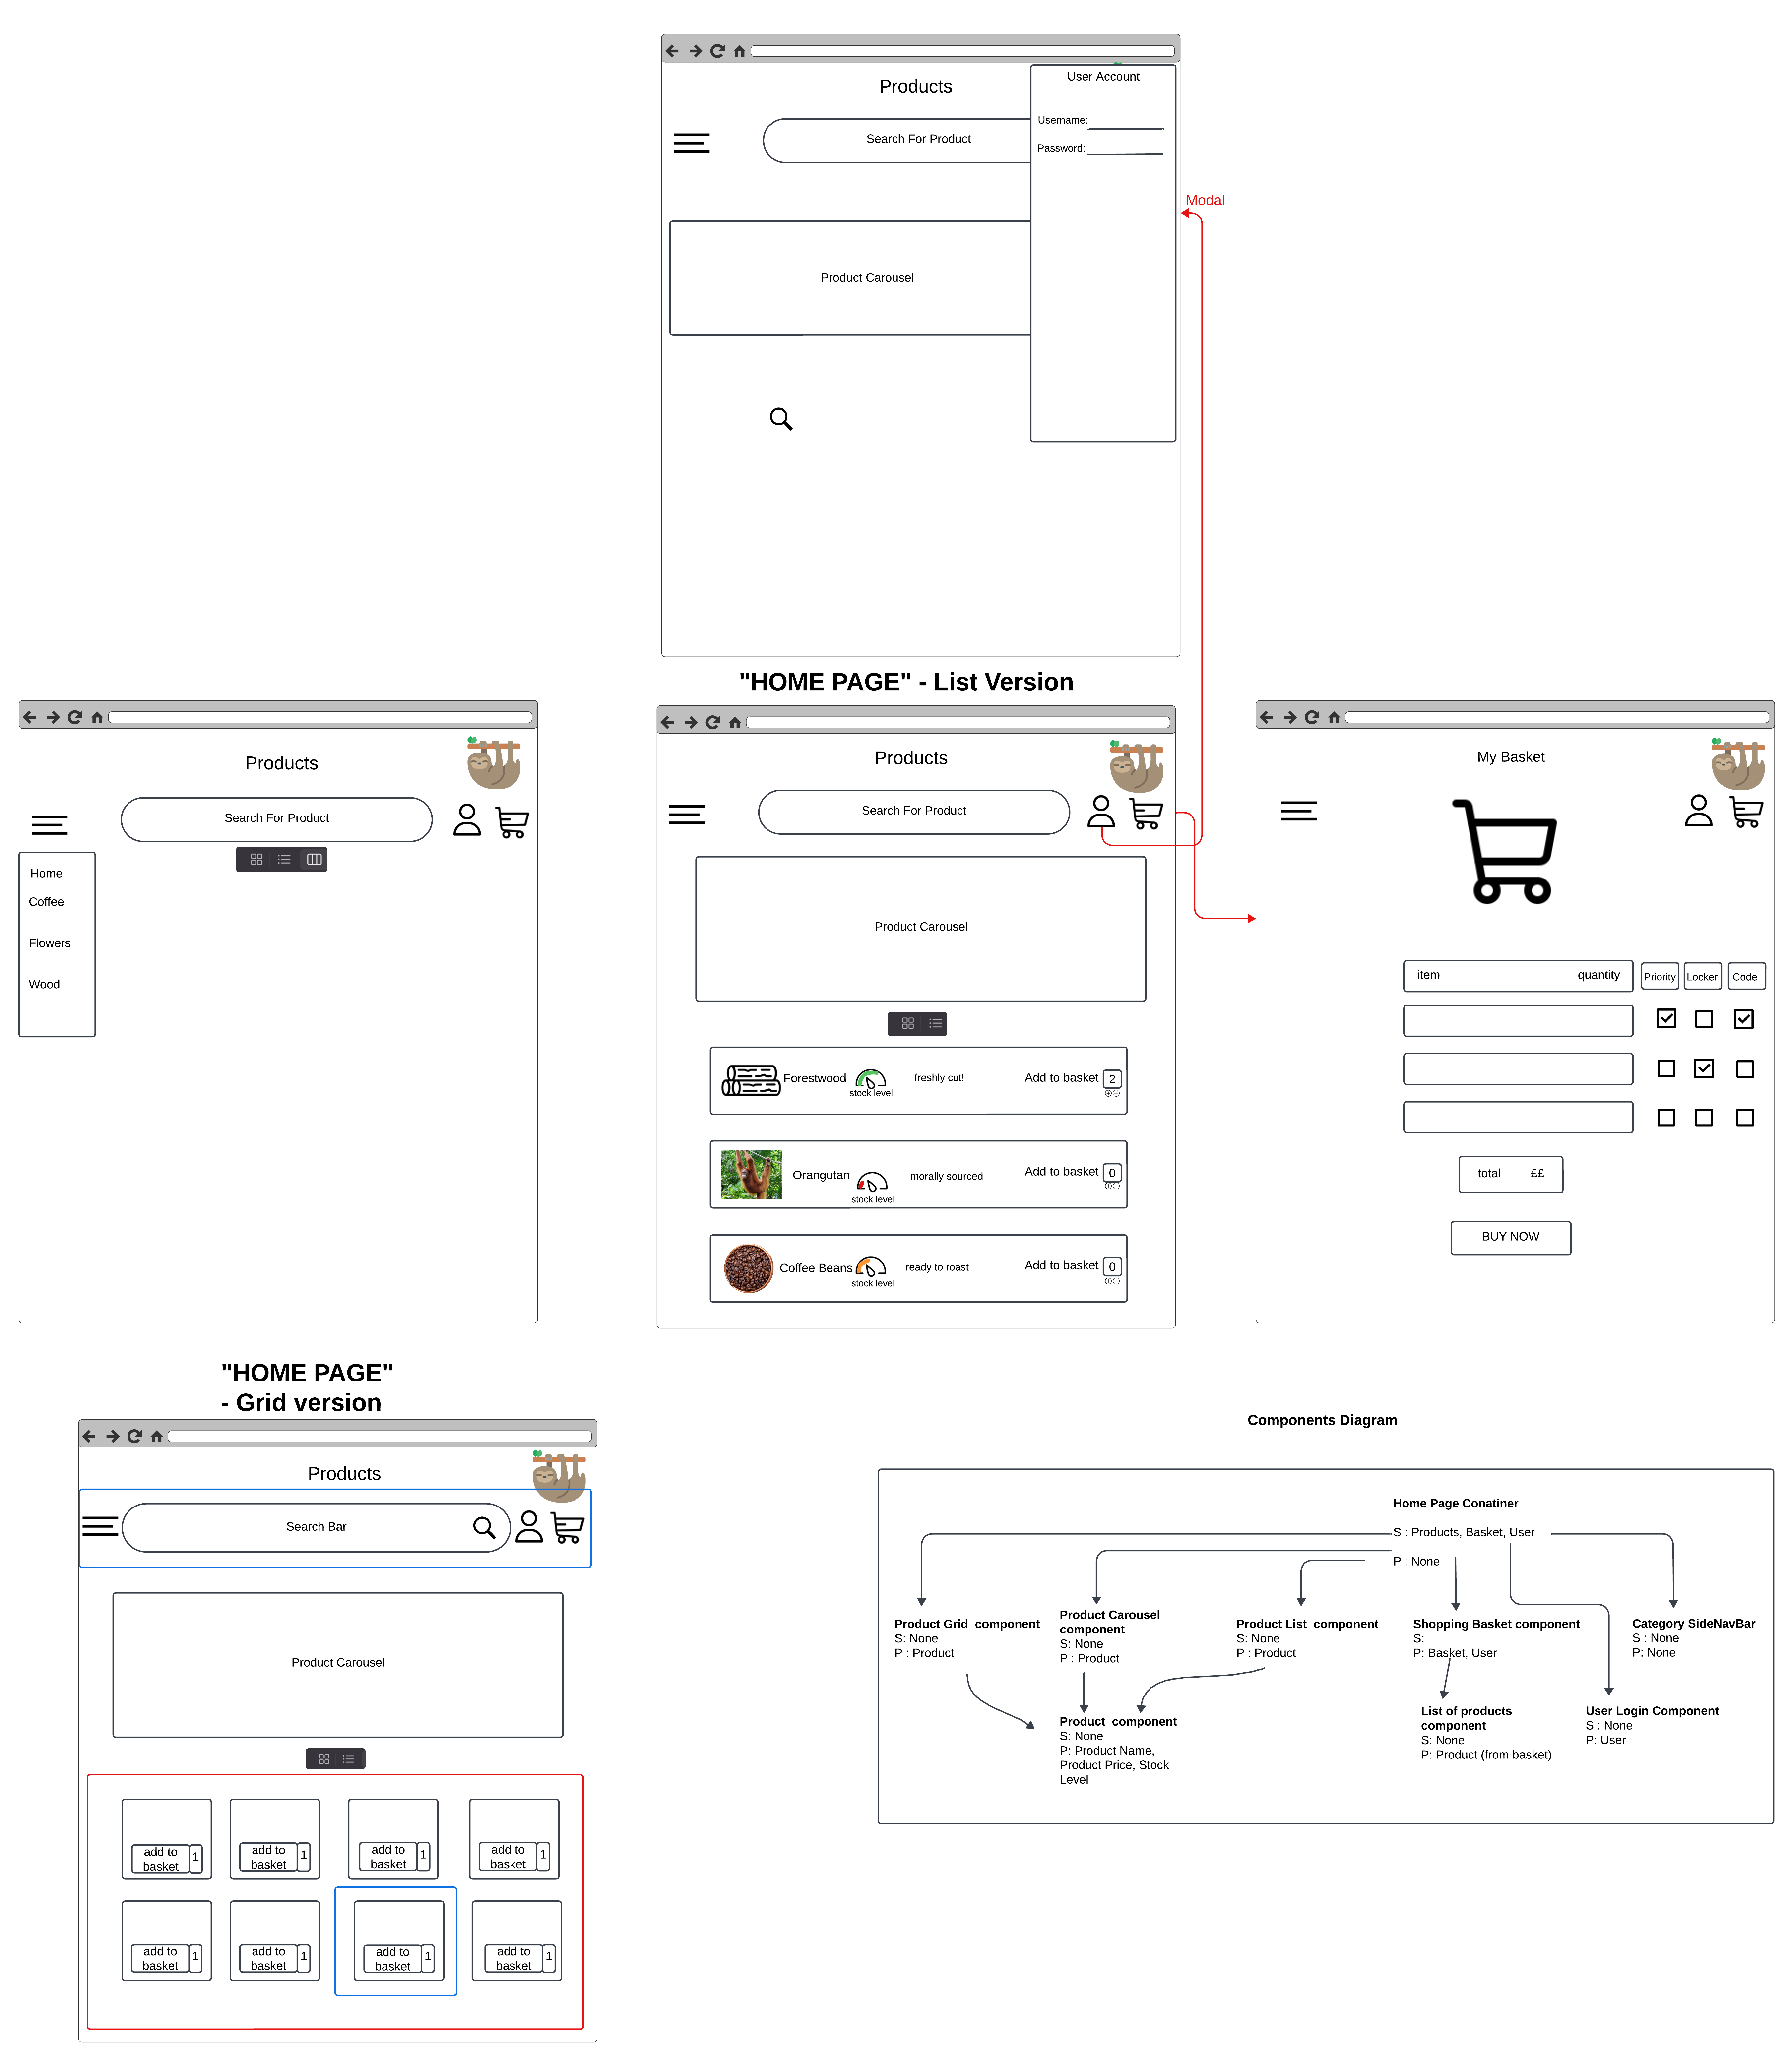 Products
User Account
Username:
Password:
Search For Product
Modal
Product Carousel
"HOME PAGE" - List Version
Products
Search For Product
Home
Coffee
Flowers
Wood
Products
Search For Product
Product Carousel
Forestwood
stock level
freshly cut!
Add to basket
2
Orangutan
stock level
morally sourced
Add to basket
0
Coffee Beans
stock level
ready to roast
Add to basket
0
My Basket
item quantity
Priority
Locker
Code
total ££
BUY NOW
"HOME PAGE"
- Grid version
Products
Search Bar
Product Carousel
add to
basket
1
add to
basket
1
add to
basket
1
add to
basket
1
add to
basket
1
add to
basket
1
add to
basket
1
add to
basket
1
Components Diagram
Home Page Conatiner
S : Products, Basket, User
P : None
Product Grid component
S: None
P : Product
Product Carousel
component
S: None
P : Product
Product List component
S: None
P : Product
Shopping Basket component
S:
P: Basket, User
Category SideNavBar
S : None
P: None
Product component
S: None
P: Product Name,
Product Price, Stock
Level
List of products
component
S: None
P: Product (from basket)
User Login Component
S : None
P: User